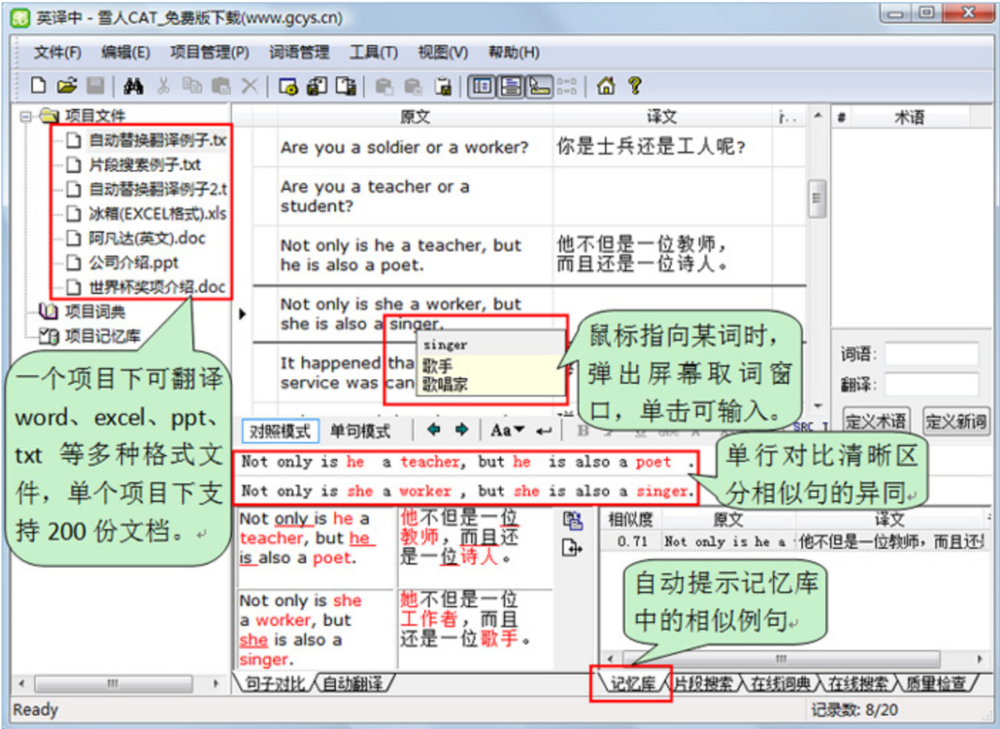 英译中 - 雪人CAT_免费版下载(www.gcys.cn)
文件(F) 编辑(E) 项目管理(P) 词语管理 工具(T) 视图(V) 帮助(H)
项目文件
自动替换翻译例子.tx
片段搜索例子.txt
自动替换翻译例子2.t
冰箱(EXCEL格式).xls
阿凡达(英文).doc
公司介绍.ppt
世界杯奖项介绍.doc
项目词典
项目记忆库
一个项目下可翻译
word、excel、ppt、
txt 等多种格式文
件，单个项目下支
持 200 份文档。
原文 译文
Are you a soldier or a worker? 你是士兵还是工人呢?
Are you a teacher or a
student?
Not only is he a teacher, but
he is also a poet.
他不但是一位教师，
而且还是一位诗人。
Not only is she a worker, but
she is also a singer.
It happened tha
service was can
singer
歌手
歌唱家
鼠标指向某词时，
弹出屏幕取词窗
口，单击可输入。
# 术语
词语:
翻译:
定义术语 定义新词
对照模式 单句模式 Aa B SRC
Not only is he a teacher, but he is also a poet .
Not only is she a worker , but she is also a singer.
单行对比清晰区
分相似句的异同
Not only is he a
teacher, but he
is also a poet.
他不但是一位
教师，而且还
是一位诗人。
Not only is she
a worker, but
she is also a
singer.
她不但是一位
工作者，而且
还是一位歌手。
相似度 原文 译文
0.71 Not only is he a 他不但是一位教师，而且还
自动提示记忆库
中的相似例句
句子对比 自动翻译
记忆库 片段搜索 在线词典 在线搜索 质量检查
Ready 记录数: 8/20